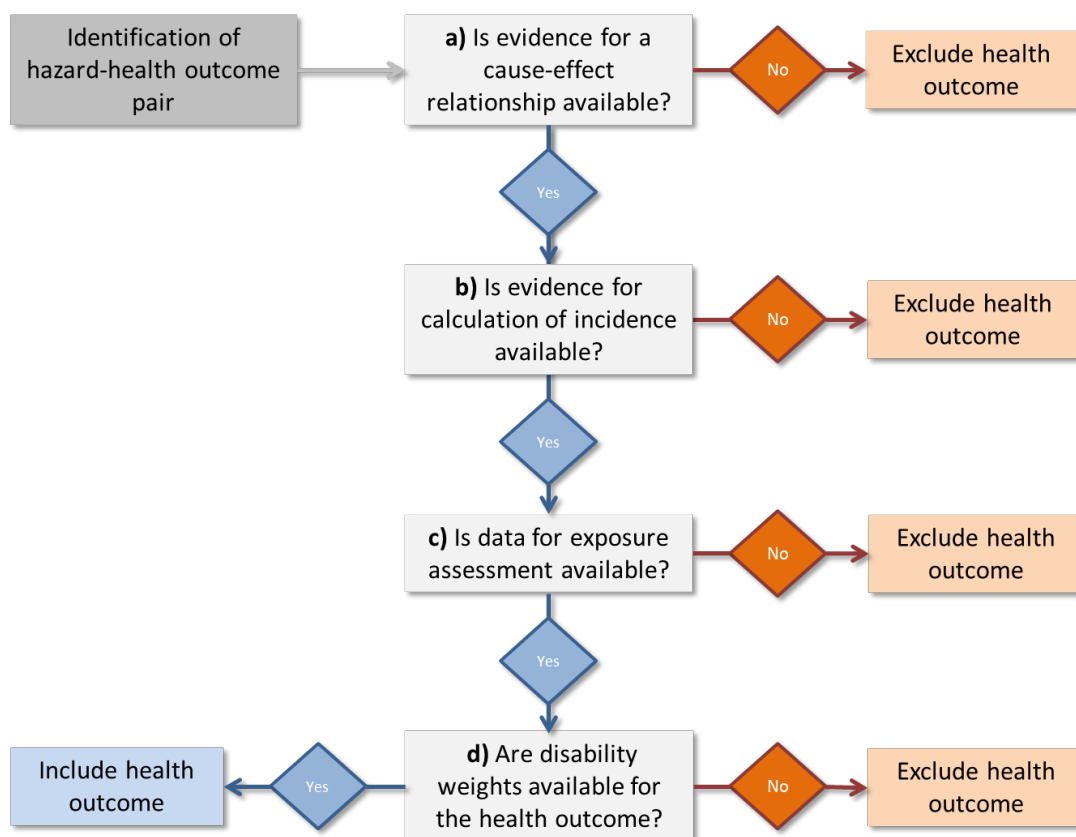 Identification of
hazard-health outcome
pair
a) Is evidence for a
cause-effect
relationship available?
No
Exclude health
outcome
Yes
b) Is evidence for
calculation of incidence
available?
No
Exclude health
outcome
Yes
c) Is data for exposure
assessment available?
No
Exclude health
outcome
Yes
d) Are disability
weights available for
the health outcome?
No
Exclude health
outcome
Yes
Include health
outcome